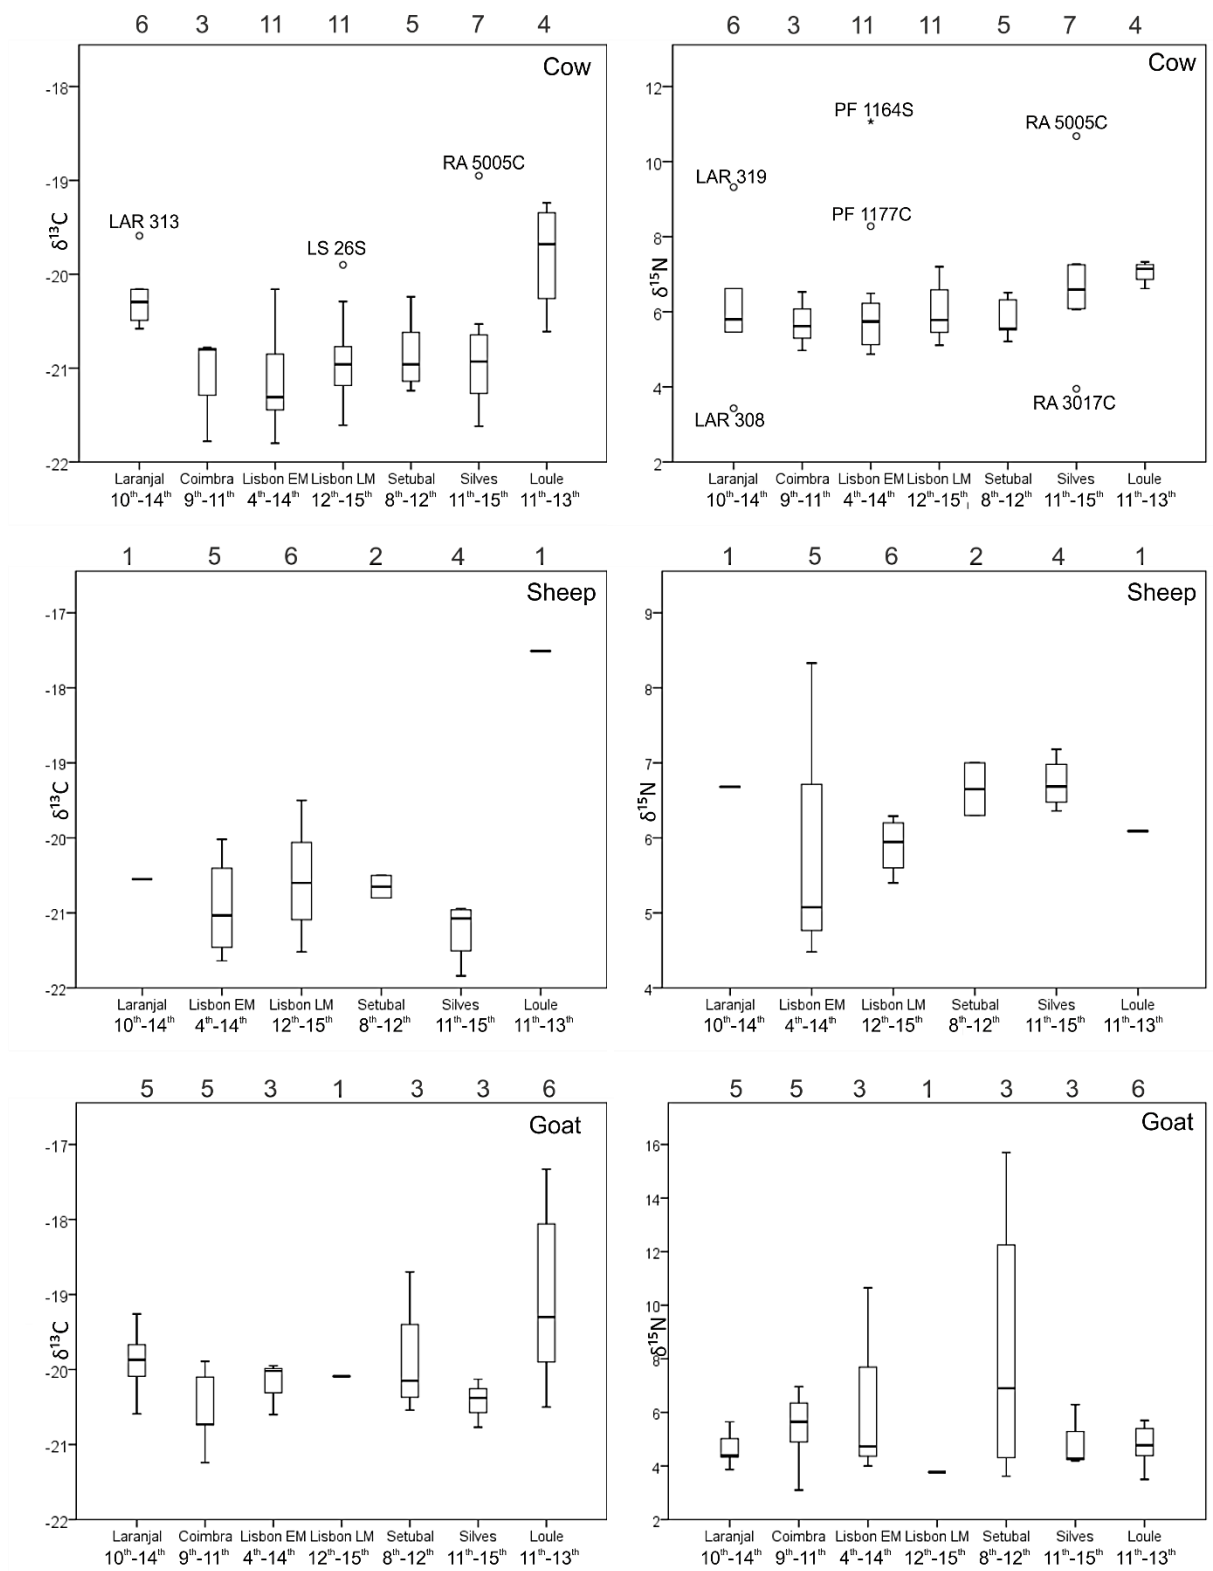 6 3 11 11 5 7 4
Cow
-18
-19
-20
-21
-22
δ¹³C
LAR 313
LS 26S
RA 5005C
Laranjal Coimbra Lisbon EM Lisbon LM Setubal Silves Loule
10th-14th 9th-11th 4th-14th 12th-15th 8th-12th 11th-15th 11th-13th
6 3 11 11 5 7 4
Cow
12
10
8
6
4
2
δ¹⁵N
LAR 319
LAR 308
PF 1164S
PF 1177C
RA 5005C
RA 3017C
Laranjal Coimbra Lisbon EM Lisbon LM Setubal Silves Loule
10th-14th 9th-11th 4th-14th 12th-15th 8th-12th 11th-15th 11th-13th
1 5 6 2 4 1
Sheep
-17
-18
-19
-20
-21
-22
δ¹³C
Laranjal Lisbon EM Lisbon LM Setubal Silves Loule
10th-14th 4th-14th 12th-15th 8th-12th 11th-15th 11th-13th
1 5 6 2 4 1
Sheep
9
8
7
6
5
4
δ¹⁵N
Laranjal Lisbon EM Lisbon LM Setubal Silves Loule
10th-14th 4th-14th 12th-15th 8th-12th 11th-15th 11th-13th
5 5 3 1 3 3 6
Goat
-17
-18
-19
-20
-21
-22
δ¹³C
Laranjal Coimbra Lisbon EM Lisbon LM Setubal Silves Loule
10th-14th 9th-11th 4th-14th 12th-15th 8th-12th 11th-15th 11th-13th
5 5 3 1 3 3 6
Goat
16
14
12
10
8
6
4
2
δ¹⁵N
Laranjal Coimbra Lisbon EM Lisbon LM Setubal Silves Loule
10th-14th 9th-11th 4th-14th 12th-15th 8th-12th 11th-15th 11th-13th